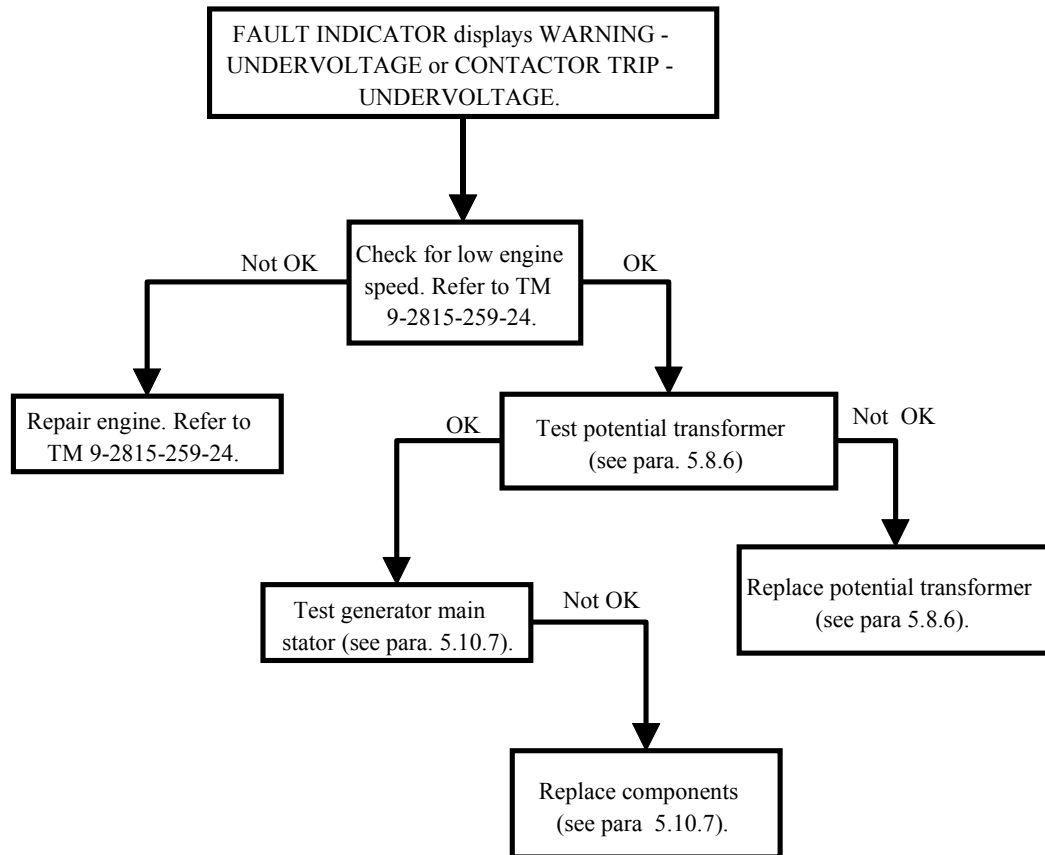 FAULT INDICATOR displays WARNING -
UNDERVOLTAGE or CONTACTOR TRIP -
UNDERVOLTAGE.
Not OK
Check for low engine
speed. Refer to TM
9-2815-259-24.
OK
Repair engine. Refer to
TM 9-2815-259-24.
OK
Test potential transformer
(see para. 5.8.6)
Not OK
Test generator main
stator (see para. 5.10.7).
Not OK
Replace potential transformer
(see para 5.8.6).
Replace components
(see para 5.10.7).